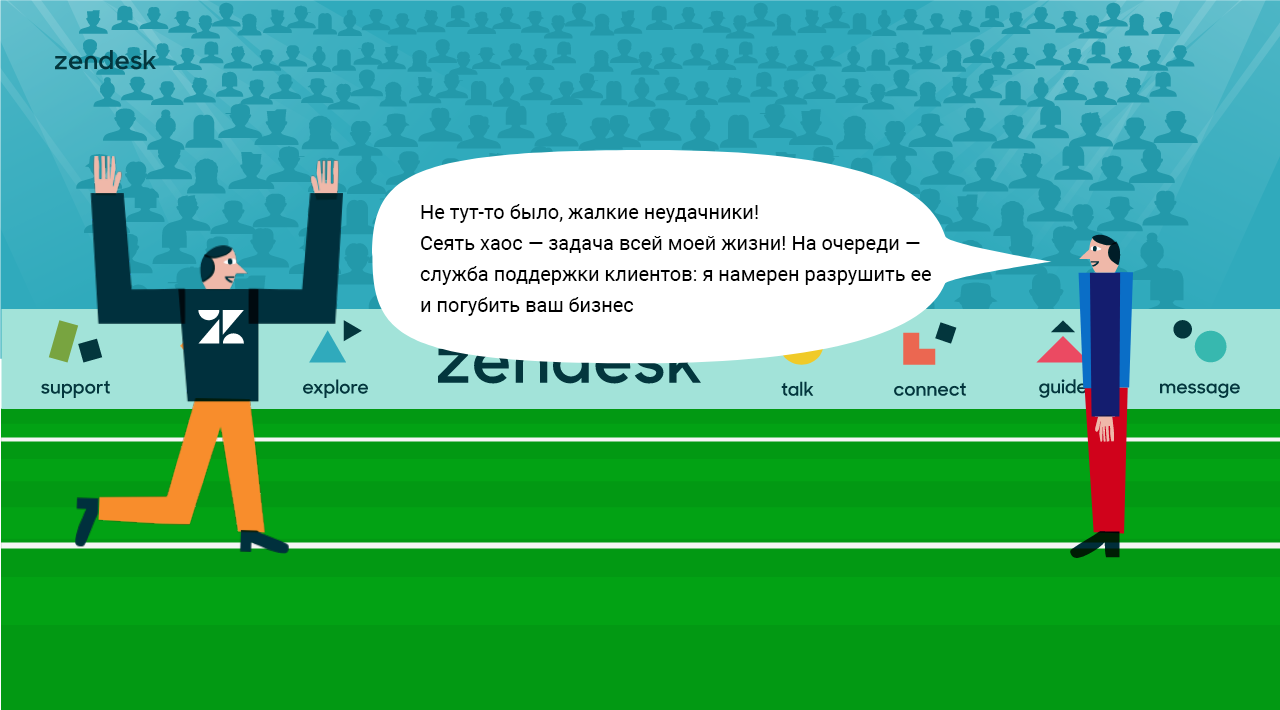 zendesk
Не тут-то было, жалкие неудачники!
Сеять хаос — задача всей моей жизни! На очереди —
служба поддержки клиентов: я намерен разрушить ее
и погубить ваш бизнес
support
explore
zendesk
talk
connect
guide
message